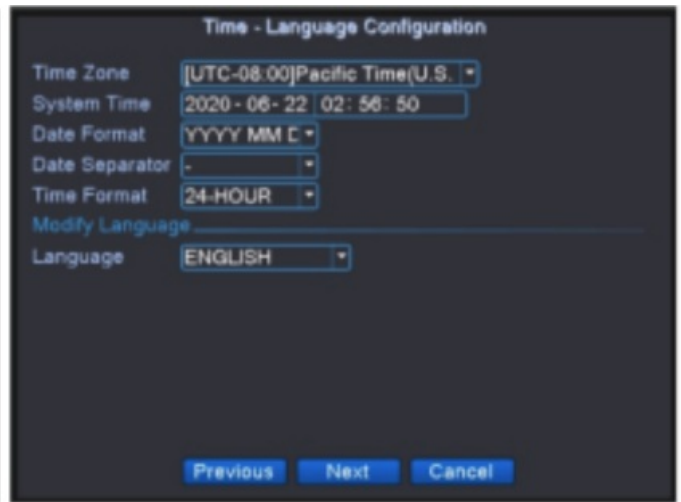 Time - Language Configuration
Time Zone [UTC-08:00]Pacific Time(U.S.
System Time 2020 - 06 - 22 02: 56: 50
Date Format YYYY MM D
Date Separator -
Time Format 24-HOUR
Modify Language
Language ENGLISH
Previous Next Cancel